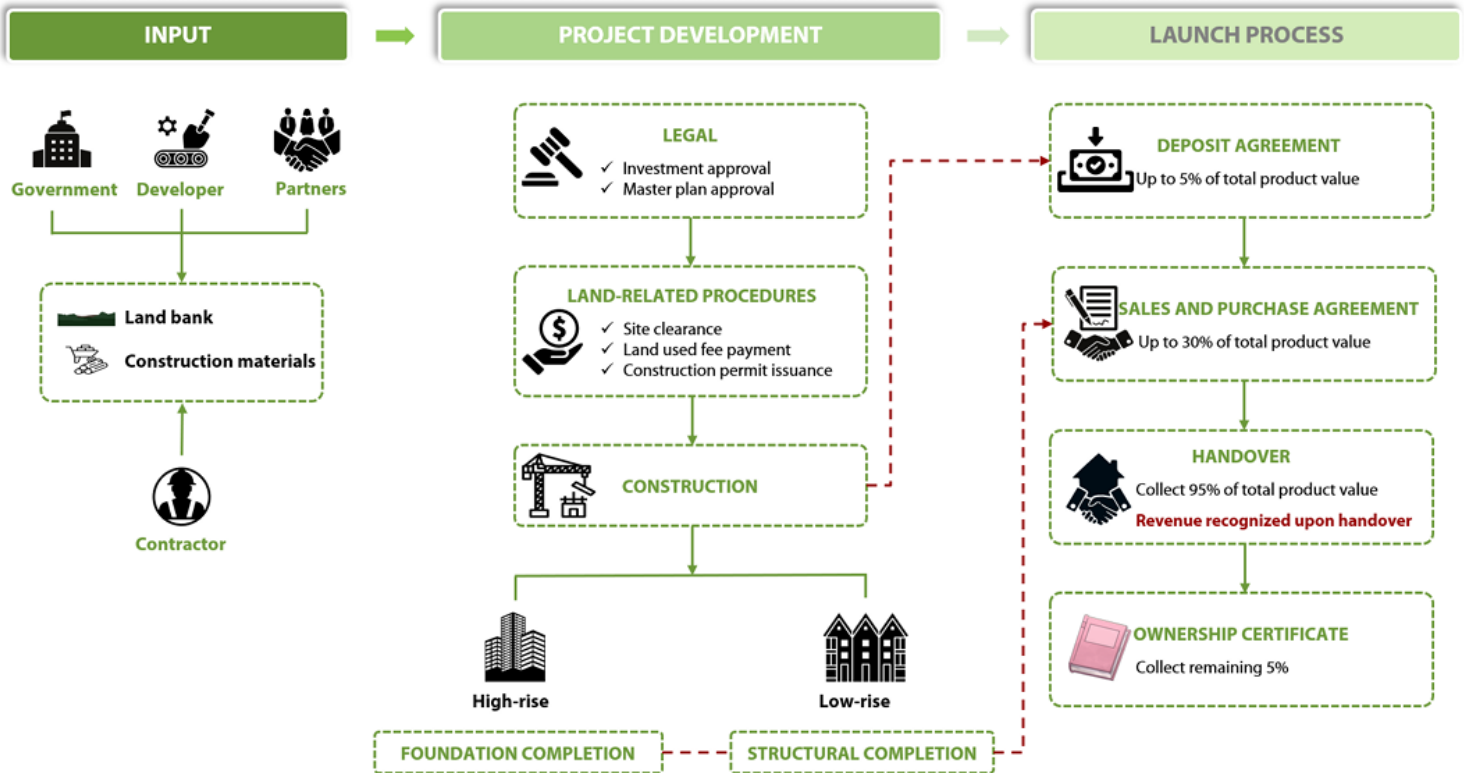 INPUT
PROJECT DEVELOPMENT
LAUNCH PROCESS
Government
Developer
Partners
Land bank
Construction materials
Contractor
LEGAL
✓ Investment approval
✓ Master plan approval
LAND-RELATED PROCEDURES
$
✓ Site clearance
✓ Land used fee payment
✓ Construction permit issuance
CONSTRUCTION
High-rise
Low-rise
FOUNDATION COMPLETION
STRUCTURAL COMPLETION
DEPOSIT AGREEMENT
Up to 5% of total product value
SALES AND PURCHASE AGREEMENT
Up to 30% of total product value
HANDOVER
Collect 95% of total product value
Revenue recognized upon handover
OWNERSHIP CERTIFICATE
Collect remaining 5%